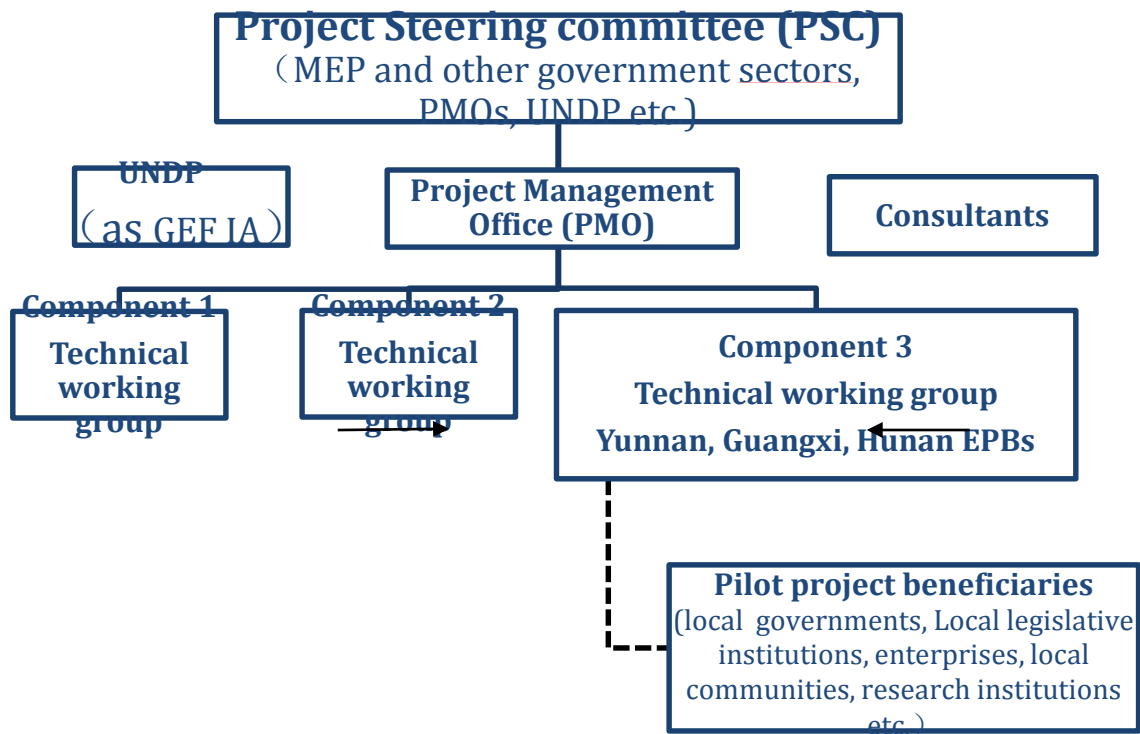 Project Steering committee (PSC)
（MEP and other government sectors,
PMOs, UNDP etc.)
UNDP
（as GEF IA）
Project Management
Office (PMO)
Consultants
Component 1
Technical
working
group
Component 2
Technical
working
group
Component 3
Technical working group
Yunnan, Guangxi, Hunan EPBs
Pilot project beneficiaries
(local governments, Local legislative
institutions, enterprises, local
communities, research institutions
etc.）